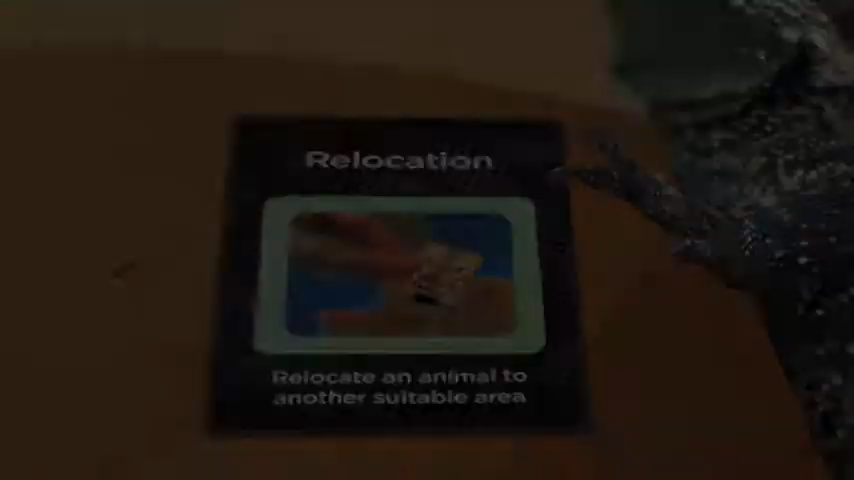 Relocation
Relocate an animal to
another suitable area